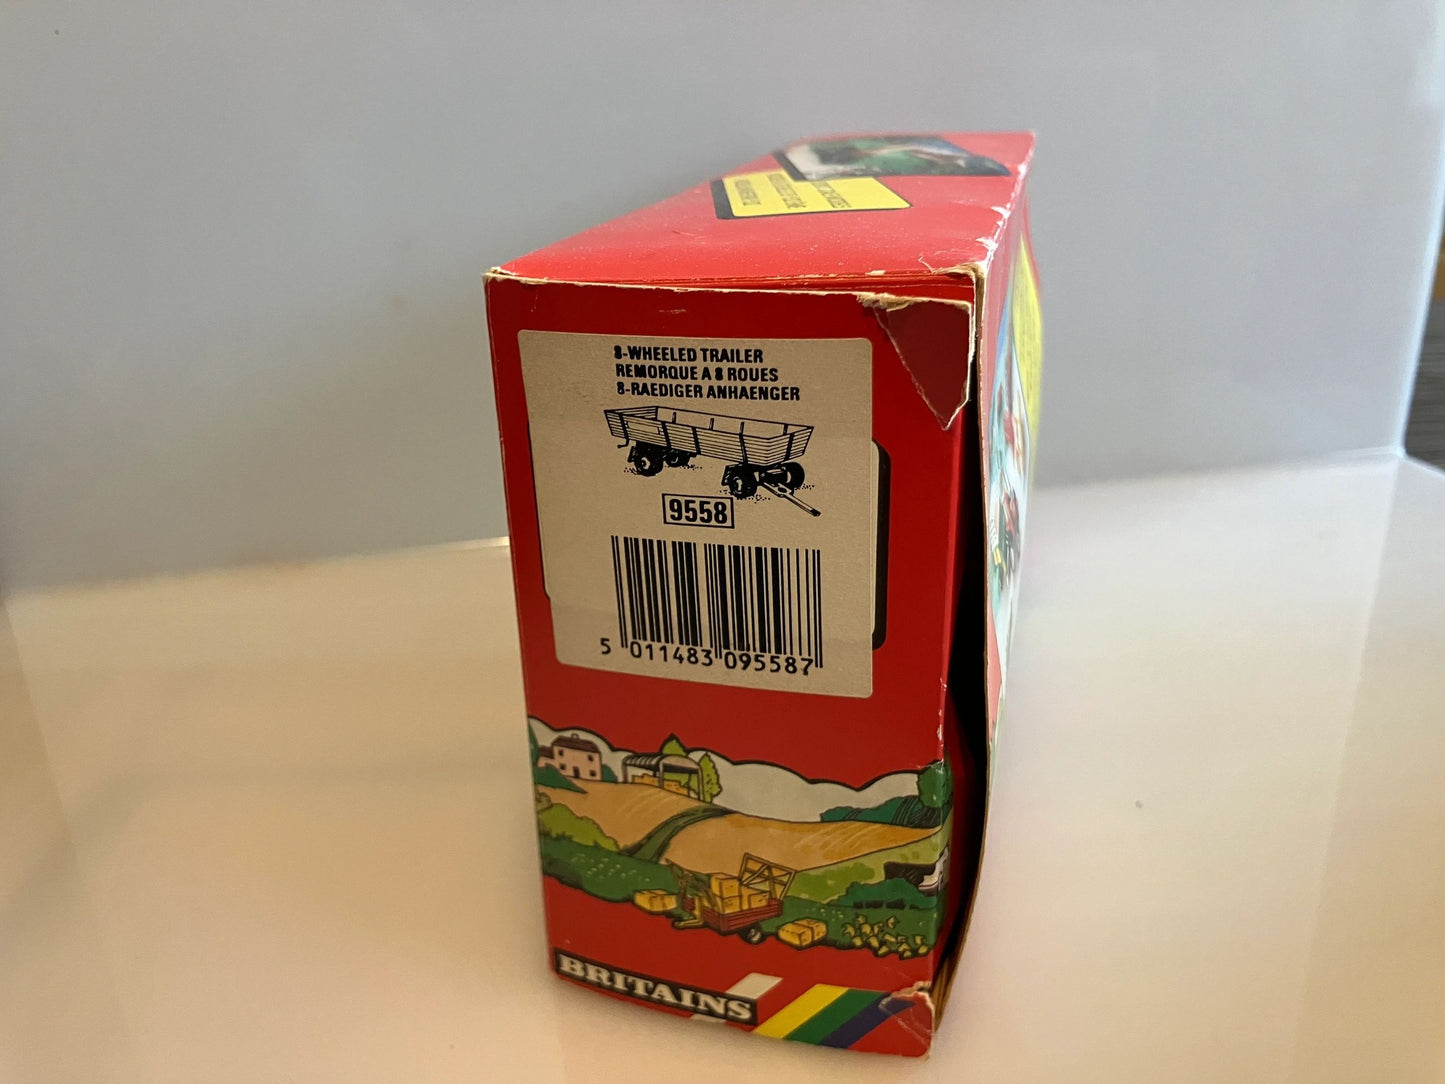 8-WHEELED TRAILER
REMORQUE A 8 ROUES
8-RAEDIGER ANHAENGER
9558
5 011483 095587
BRITAINS